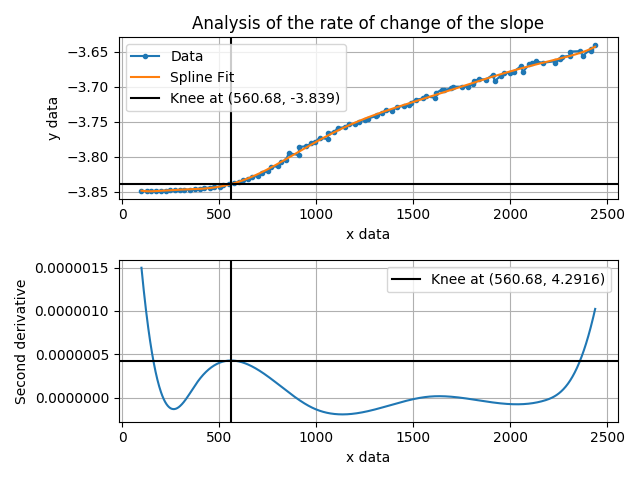 Analysis of the rate of change of the slope
−3.65
−3.70
−3.75
−3.80
−3.85
y data
Data
Spline Fit
Knee at (560.68, -3.839)
0 500 1000 1500 2000 2500
x data
0.0000015
0.0000010
0.0000005
0.0000000
Second derivative
Knee at (560.68, 4.2916)
0 500 1000 1500 2000 2500
x data